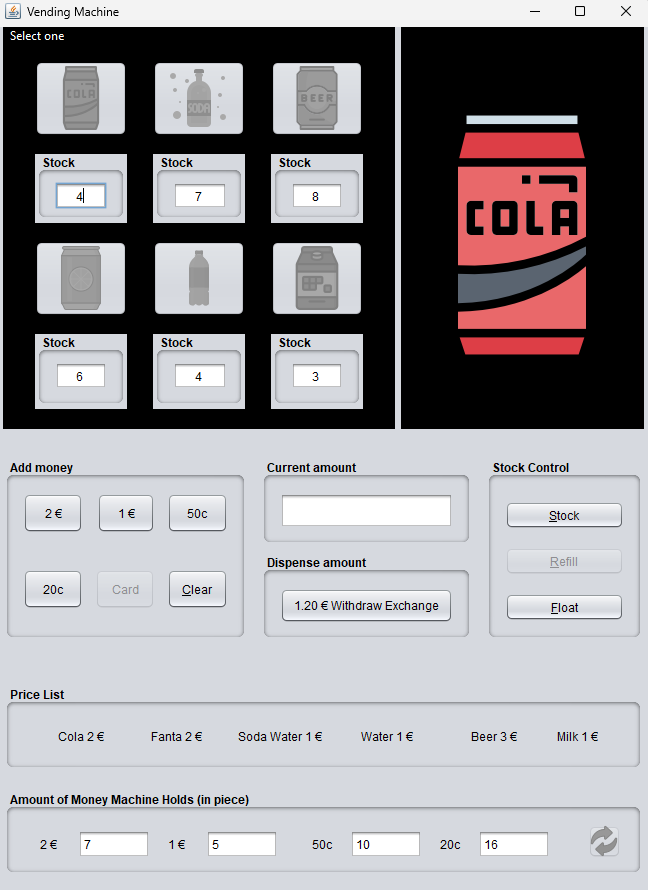 Vending Machine
Select one
COLA
SODA
BEER
COLA
Stock
Stock
Stock
4
7
8
Stock
Stock
Stock
6
4
3
Add money
Current amount
Stock Control
2 €
1 €
50c
Stock
Dispense amount
Refill
20c
Card
Clear
1.20 € Withdraw Exchange
Float
Price List
Cola 2 €
Fanta 2 €
Soda Water 1 €
Water 1 €
Beer 3 €
Milk 1 €
Amount of Money Machine Holds (in piece)
2 €
7
1 €
5
50c
10
20c
16